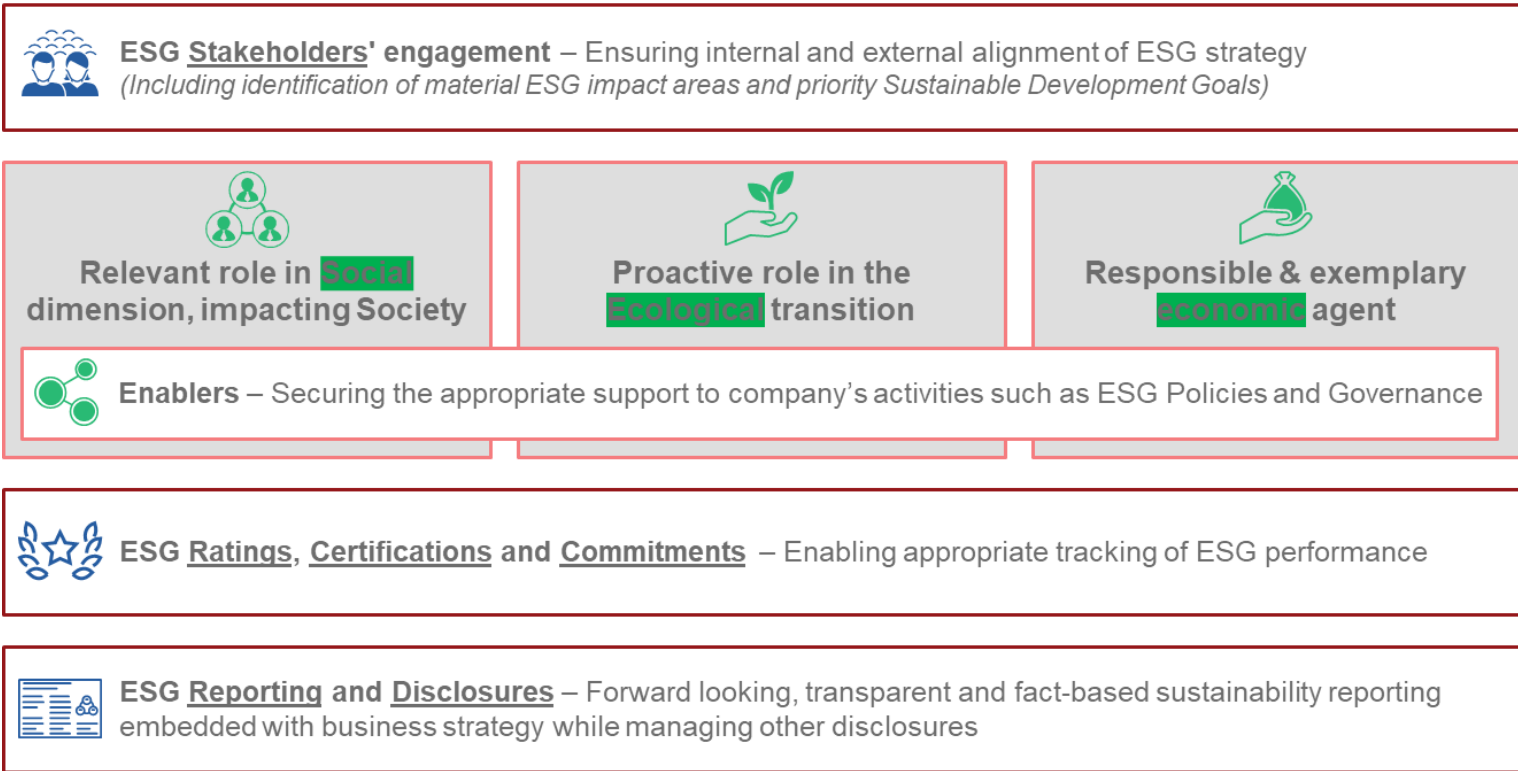 ESG Stakeholders' engagement – Ensuring internal and external alignment of ESG strategy
(Including identification of material ESG impact areas and priority Sustainable Development Goals)
Relevant role in Social
dimension, impacting Society
Proactive role in the
Ecological transition
Responsible & exemplary
economic agent
Enablers – Securing the appropriate support to company's activities such as ESG Policies and Governance
ESG Ratings, Certifications and Commitments – Enabling appropriate tracking of ESG performance
ESG Reporting and Disclosures – Forward looking, transparent and fact-based sustainability reporting
embedded with business strategy while managing other disclosures